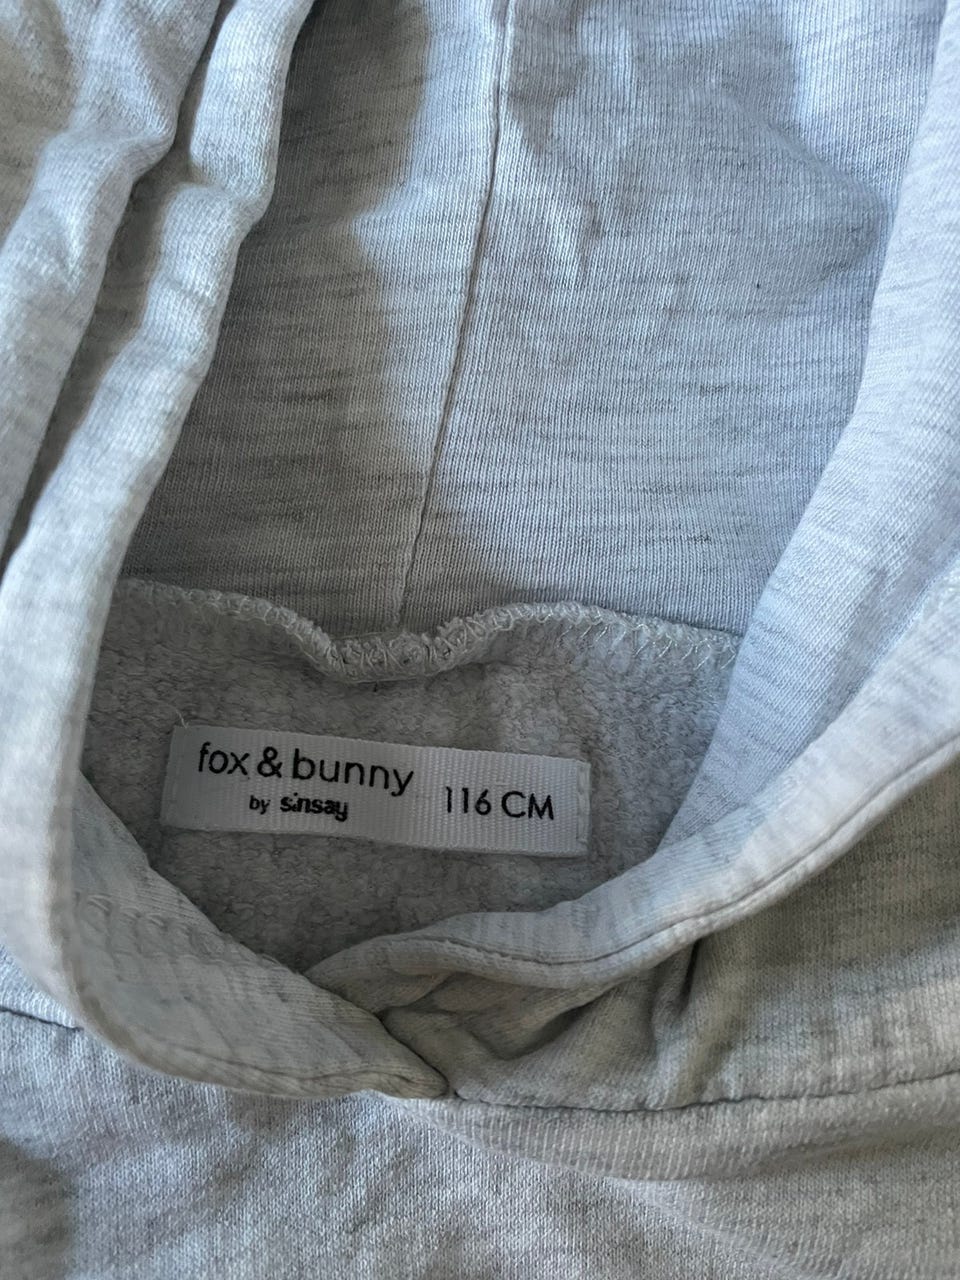 fox & bunny
by sinsay
116 CM